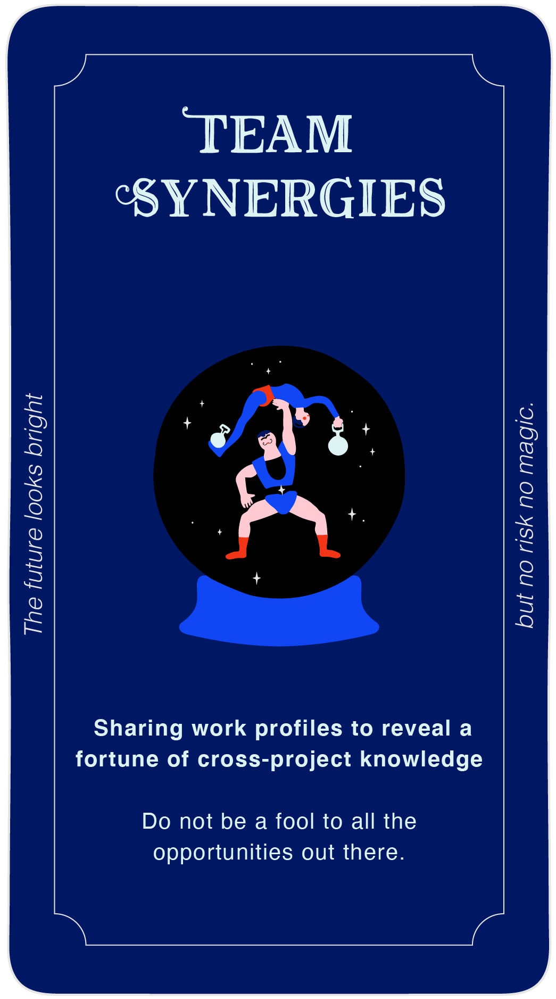 TEAM
SYNERGIES
The future looks bright
but no risk no magic.
Sharing work profiles to reveal a
fortune of cross-project knowledge
Do not be a fool to all the
opportunities out there.